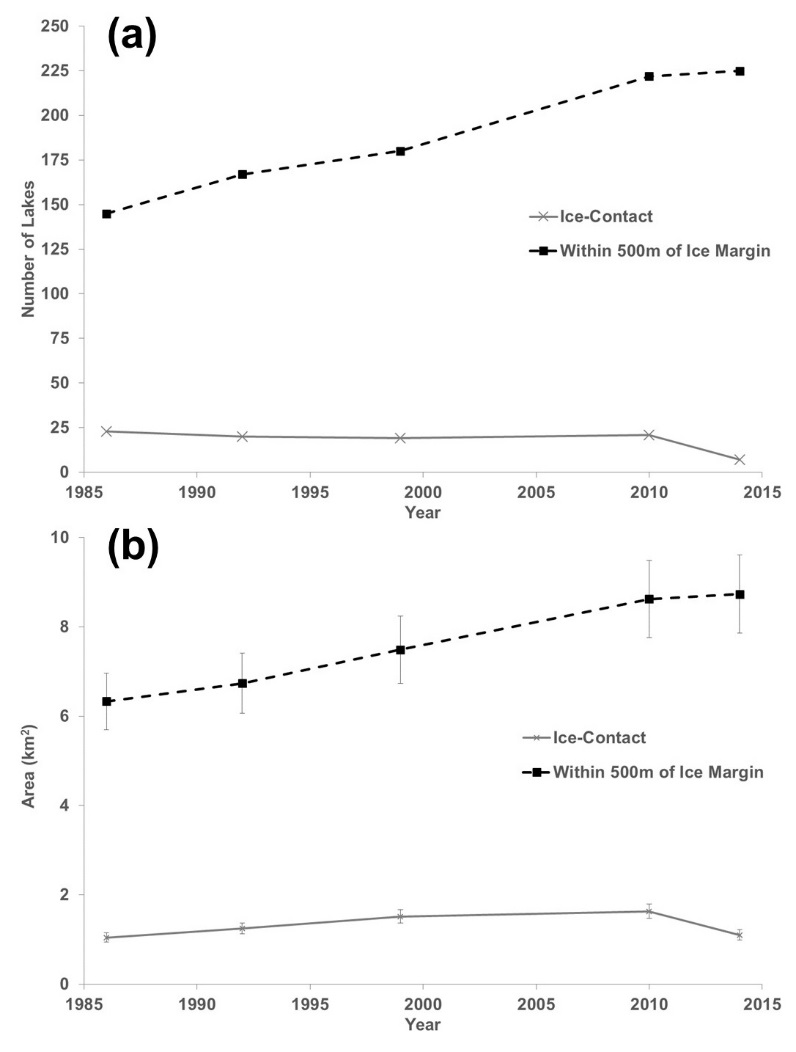 (a)
250
225
200
175
150
125
100
75
50
25
0
Number of Lakes
Ice-Contact
Within 500m of Ice Margin
1985 1990 1995 2000 2005 2010 2015
Year
(b)
10
8
6
4
2
0
Area (km²)
Ice-Contact
Within 500m of Ice Margin
1985 1990 1995 2000 2005 2010 2015
Year